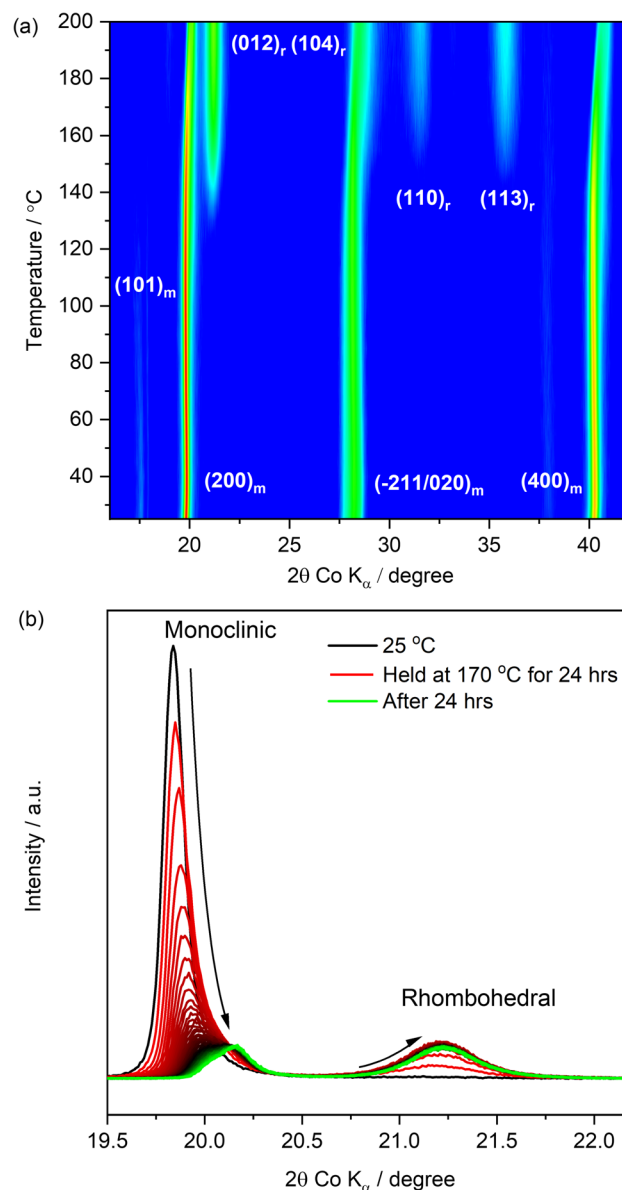 (a)
200
180
160
140
120
100
80
60
40
Temperature / °C
(012)r (104)r
(110)r
(113)r
(101)m
(200)m
(-211/020)m
(400)m
20
25
30
35
40
2θ Co Kα / degree
(b)
Monoclinic
25 °C
Held at 170 °C for 24 hrs
After 24 hrs
Intensity / a.u.
Rhombohedral
19.5
20.0
20.5
21.0
21.5
22.0
2θ Co Kα / degree